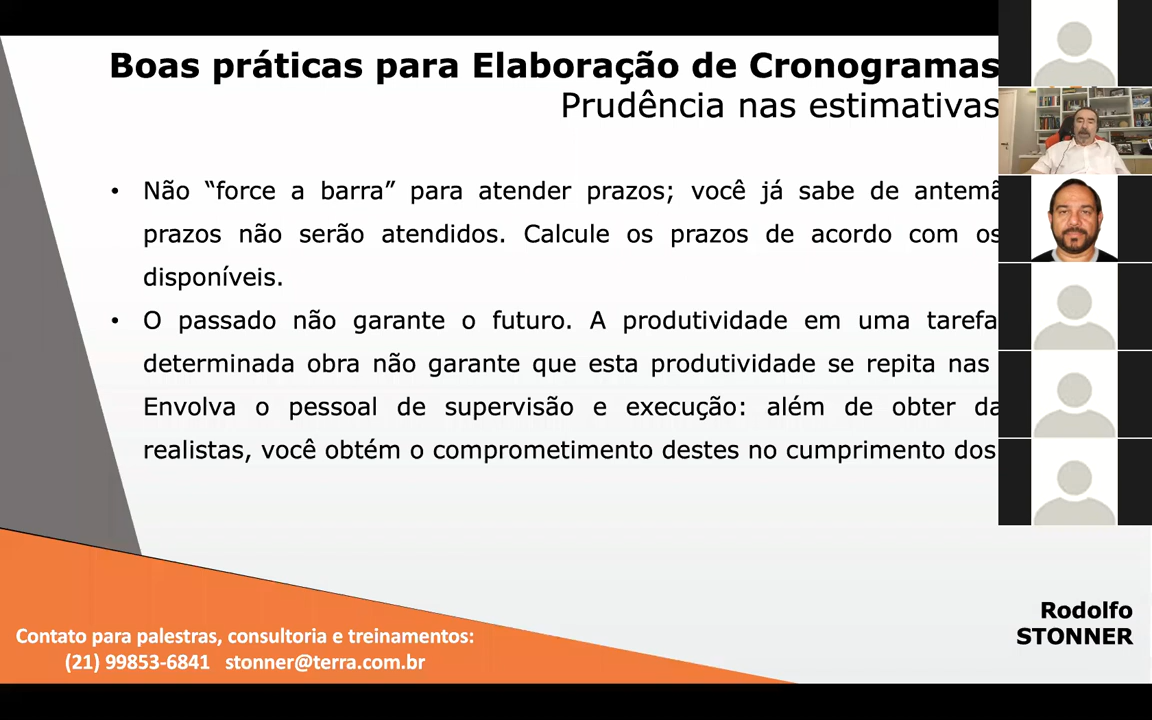 Boas práticas para Elaboração de Cronogramas
Prudência nas estimativas
• Não “force a barra” para atender prazos; você já sabe de
prazos não serão atendidos. Calcule os prazos de acordo com os
disponíveis.
• O passado não garante o futuro. A produtividade em uma tarefa
determinada obra não garante que esta produtividade se repita nas
Envolva o pessoal de supervisão e execução: além de obter
realistas, você obtém o comprometimento destes no cumprimento dos
Rodolfo
STONNER
Contato para palestras, consultoria e treinamentos:
(21) 99853-6841 stonner@terra.com.br